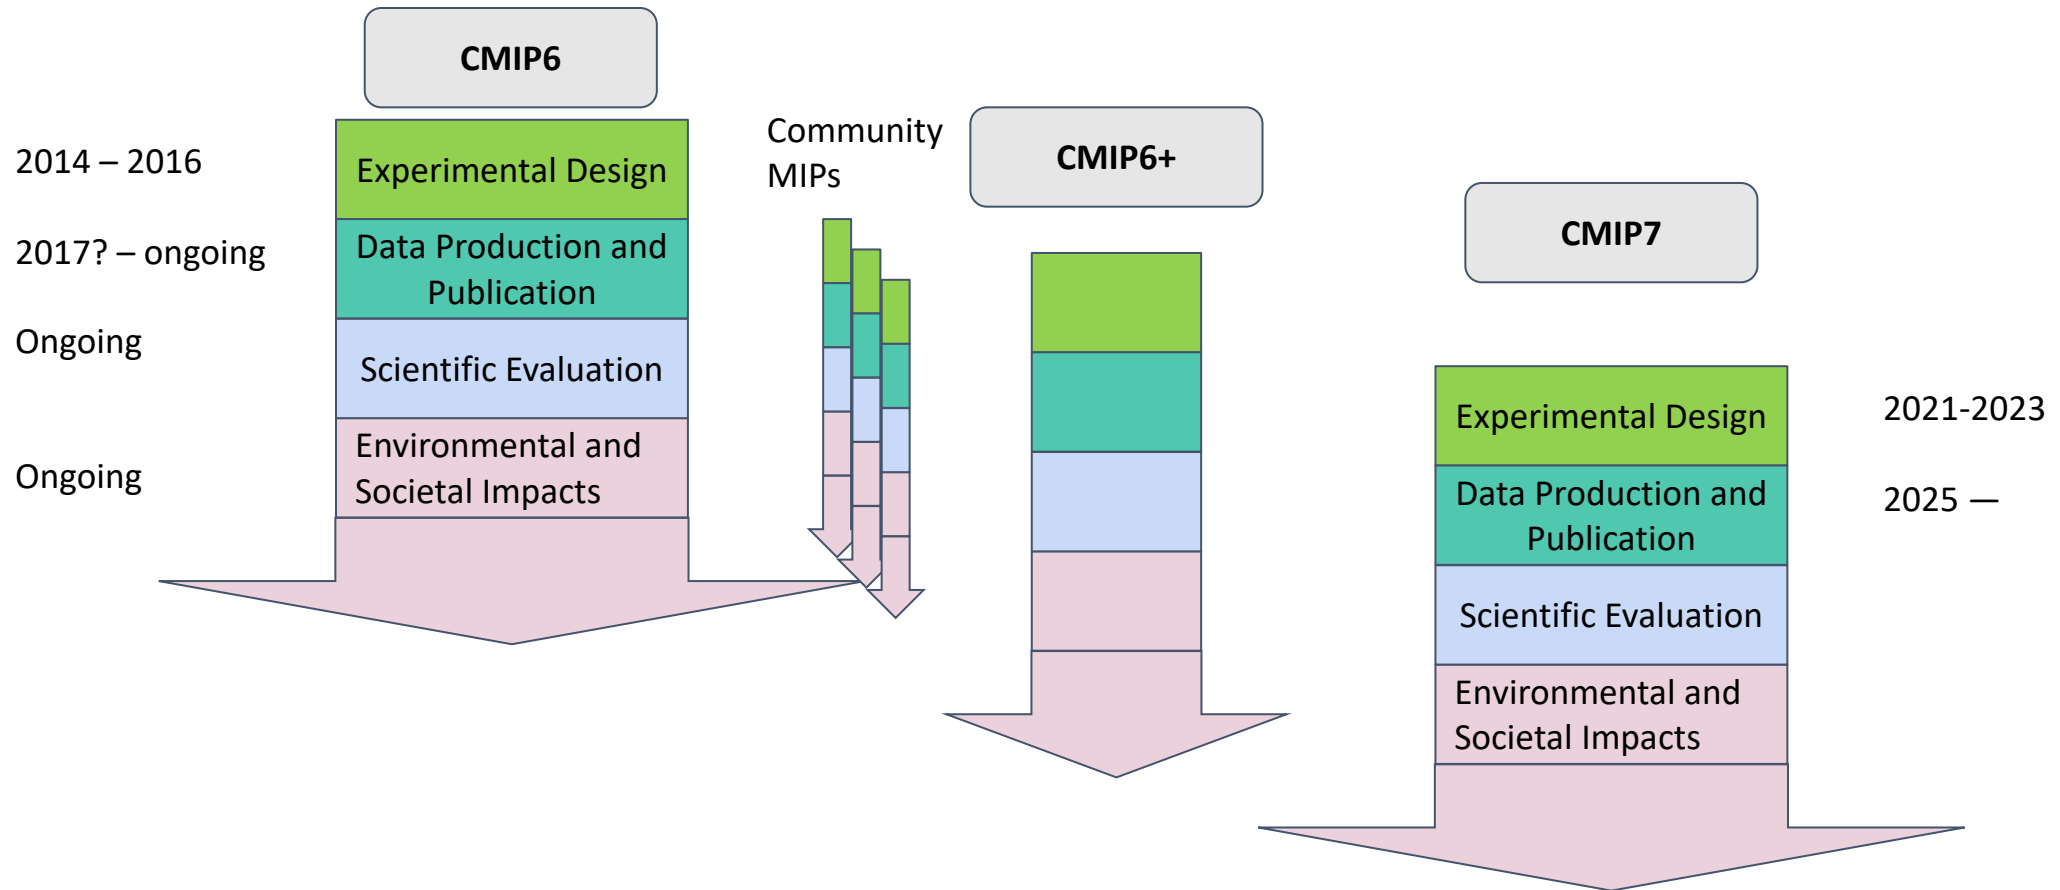 CMIP6
2014 – 2016
Experimental Design
2017? – ongoing
Data Production and
Publication
Ongoing
Scientific Evaluation
Ongoing
Environmental and
Societal Impacts
Community
MIPs
CMIP6+
CMIP7
Experimental Design
2021-2023
Data Production and
Publication
2025 —
Scientific Evaluation
Environmental and
Societal Impacts